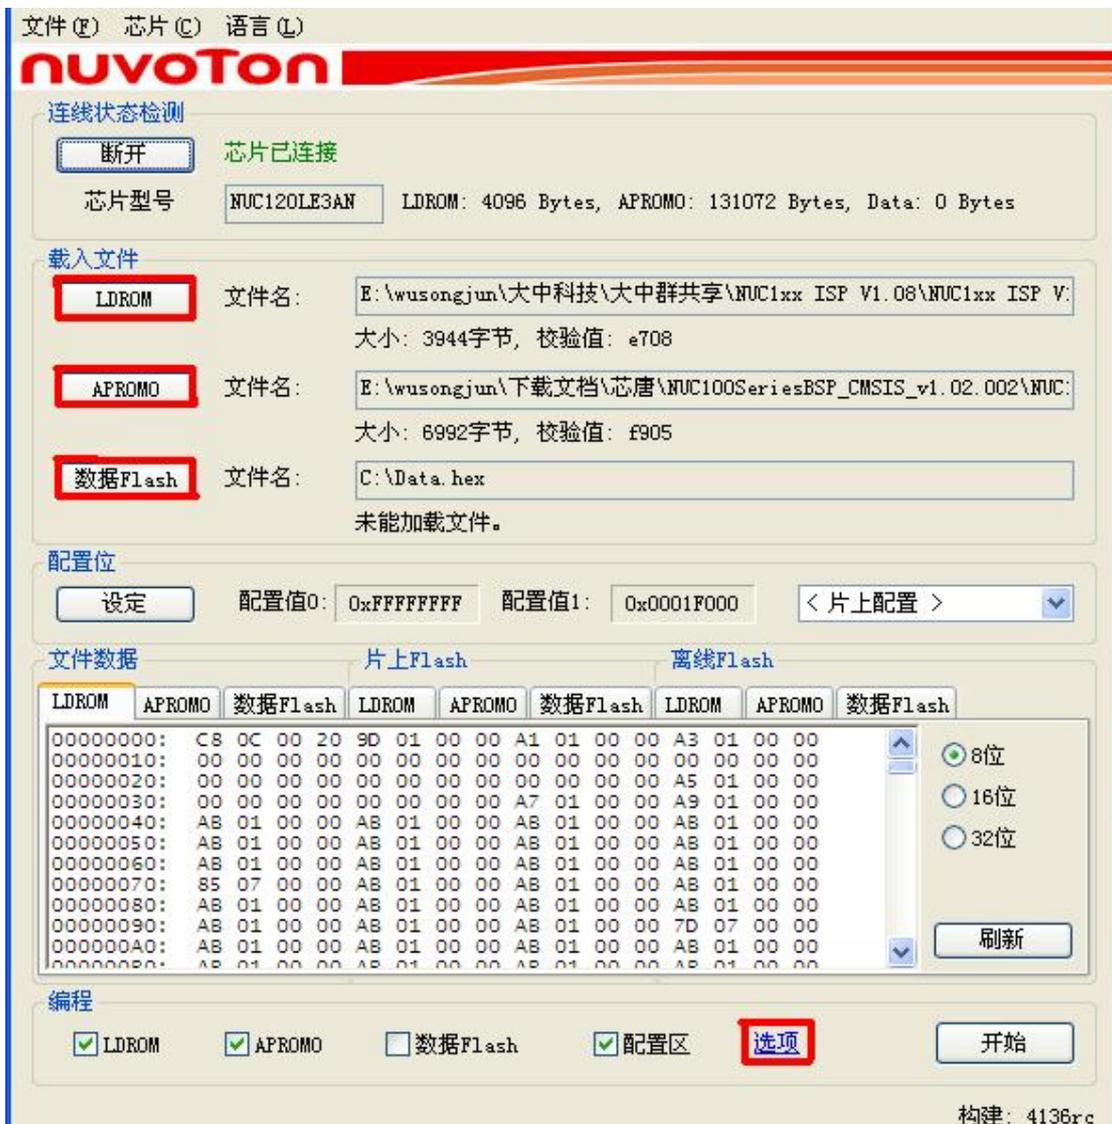 文件(F) 芯片(C) 语言(L)
nuvoTon
连线状态检测
断开 芯片已连接
芯片型号 NUC120LE3AN LDROM: 4096 Bytes, APROM0: 131072 Bytes, Data: 0 Bytes
载入文件
LDROM 文件名: E:\wusongjun\大中科技\大中群共享\NUC1xx ISP V1.08\NUC1xx ISP V
大小: 3944字节, 校验值: e708
APROM0 文件名: E:\wusongjun\下载文档\芯唐\NUC100SeriesBSP_CMSIS_v1.02.002\NUC
大小: 6992字节, 校验值: f905
数据Flash 文件名: C:\Data.hex
未能加载文件。
配置位
设定 配置值0: 0xFFFFFFFF 配置值1: 0x0001F000 < 片上配置 >
文件数据 片上Flash 离线Flash
LDROM APROM0 数据Flash LDROM APROM0 数据Flash LDROM APROM0 数据Flash
00000000: C8 0C 00 20 9D 01 00 00 A1 01 00 00 A3 01 00 00
00000010: 00 00 00 00 00 00 00 00 00 00 00 00 00 00 00 00
00000020: 00 00 00 00 00 00 00 00 00 00 00 00 A5 01 00 00
00000030: 00 00 00 00 00 00 00 00 A7 01 00 00 A9 01 00 00
00000040: AB 01 00 00 AB 01 00 00 AB 01 00 00 AB 01 00 00
00000050: AB 01 00 00 AB 01 00 00 AB 01 00 00 AB 01 00 00
00000060: AB 01 00 00 AB 01 00 00 AB 01 00 00 AB 01 00 00
00000070: 85 07 00 00 AB 01 00 00 AB 01 00 00 AB 01 00 00
00000080: AB 01 00 00 AB 01 00 00 AB 01 00 00 AB 01 00 00
00000090: AB 01 00 00 AB 01 00 00 AB 01 00 00 7D 07 00 00
000000A0: AB 01 00 00 AB 01 00 00 AB 01 00 00 AB 01 00 00
8位
16位
32位
刷新
编程
LDROM APROM0 数据Flash 配置区 选项 开始
构建: 4136rc